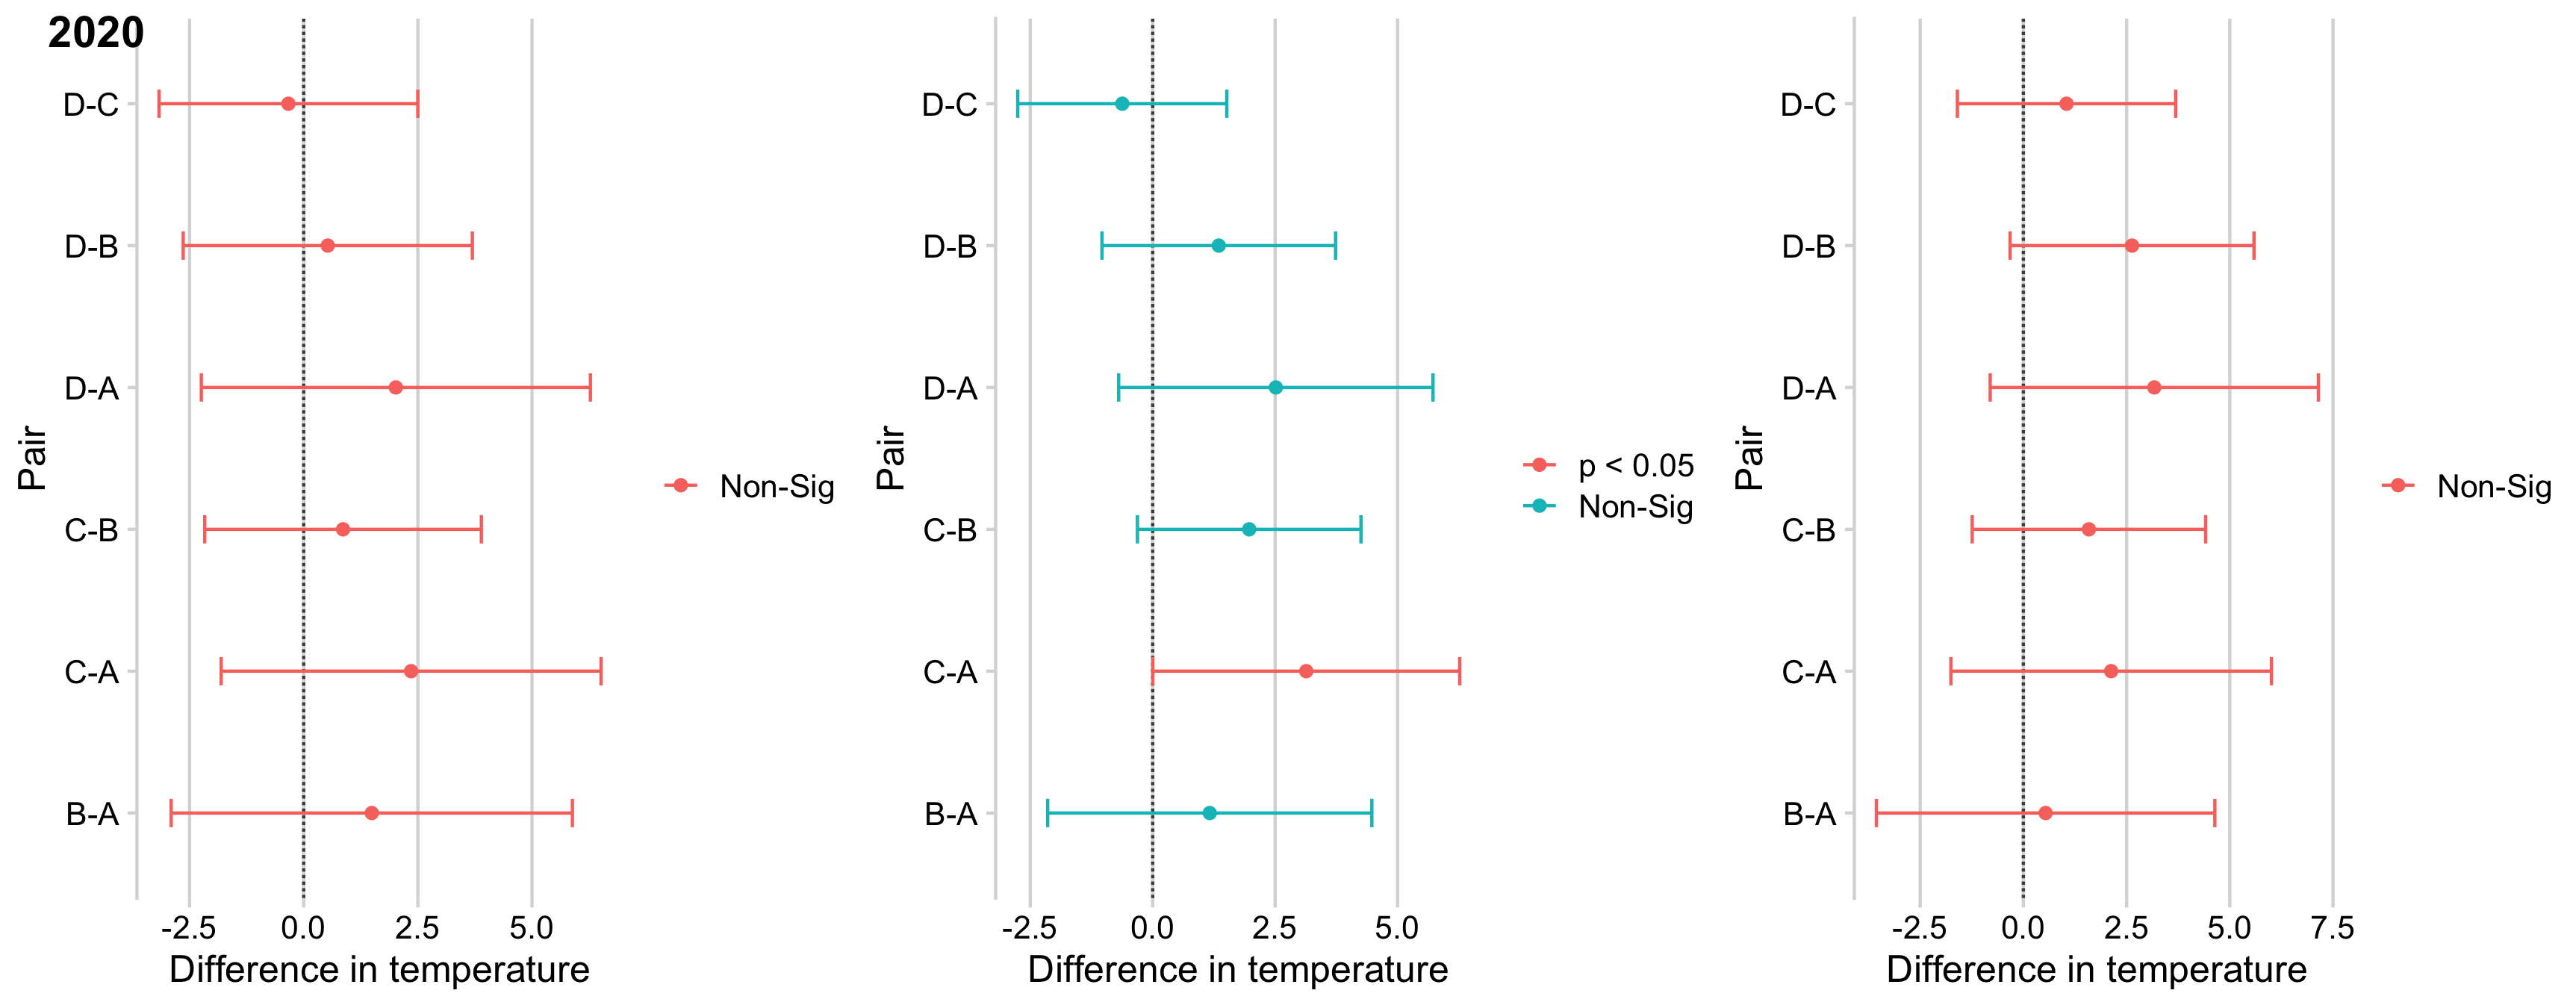 2020
D-C
D-B
D-A
C-B
C-A
B-A
Pair
-2.5 0.0 2.5 5.0
Difference in temperature
Non-Sig
D-C
D-B
D-A
C-B
C-A
B-A
Pair
-2.5 0.0 2.5 5.0
Difference in temperature
p < 0.05
Non-Sig
D-C
D-B
D-A
C-B
C-A
B-A
Pair
-2.5 0.0 2.5 5.0 7.5
Difference in temperature
Non-Sig